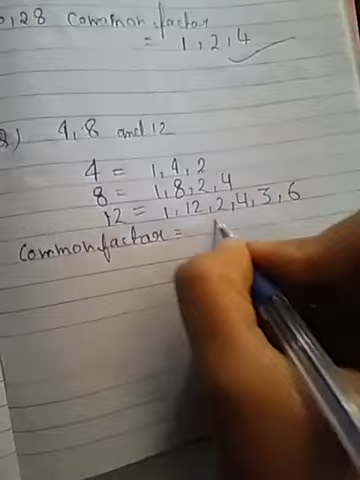 ,28 common factor
= 1, 2, 4
) 4, 8 and 12
4 = 1, 4, 2
8 = 1, 8, 2, 4
12 = 1, 12, 2, 4, 3, 6
Common factor =